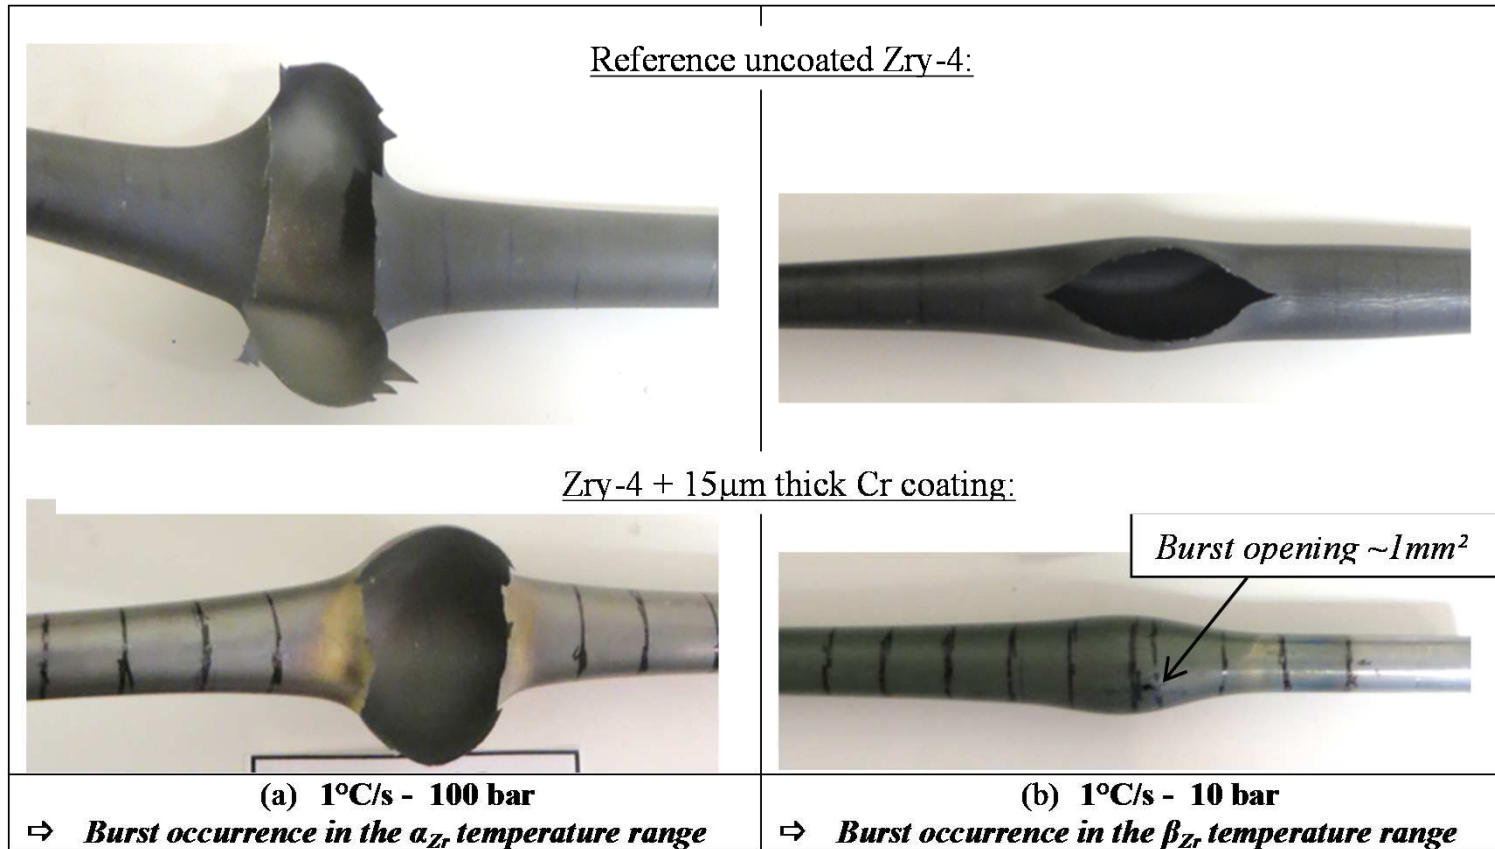 Reference uncoated Zry-4:
Zry-4 + 15µm thick Cr coating:
Burst opening ~1mm²
(a) 1°C/s - 100 bar
⇨ Burst occurrence in the αZr temperature range
(b) 1°C/s - 10 bar
⇨ Burst occurrence in the βZr temperature range